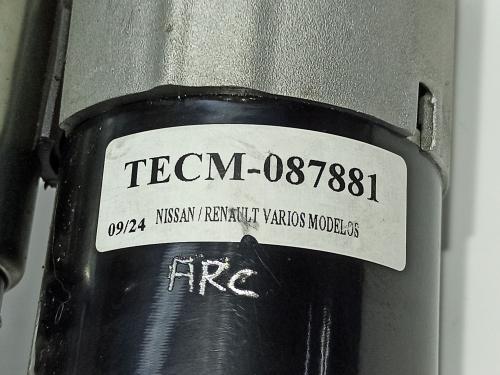 TECM-087881
09/24 NISSAN / RENAULT VARIOS MODELOS
ARC